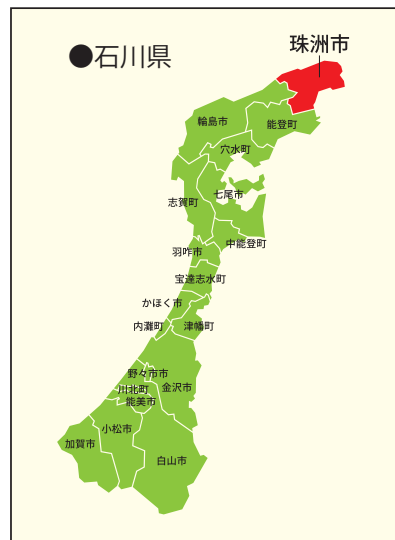 ●石川県
珠洲市
輪島市
能登町
穴水町
七尾市
志賀町
中能登町
羽咋市
宝達志水町
かほく市
内灘町
津幡町
野々市市
川北町
金沢市
能美市
小松市
加賀市
白山市